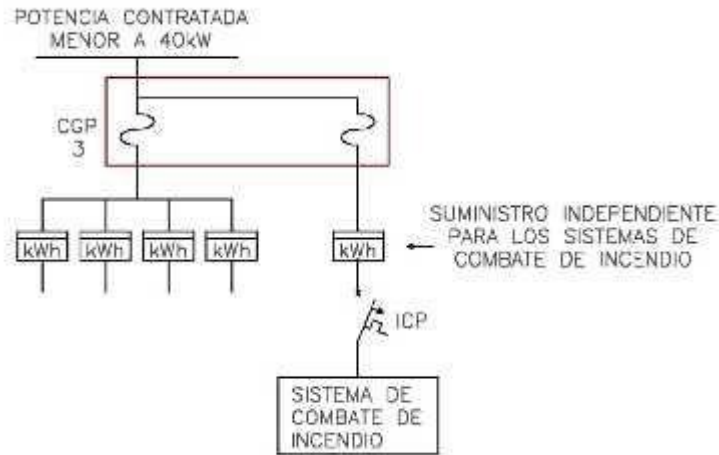 POTENCIA CONTRATADA
MENOR A 40kW
CGP
3
kWh
kWh
kWh
kWh
kWh
SUMINISTRO INDEPENDIENTE
PARA LOS SISTEMAS DE
COMBATE DE INCENDIO
ICP
SISTEMA DE
COMBATE DE
INCENDIO